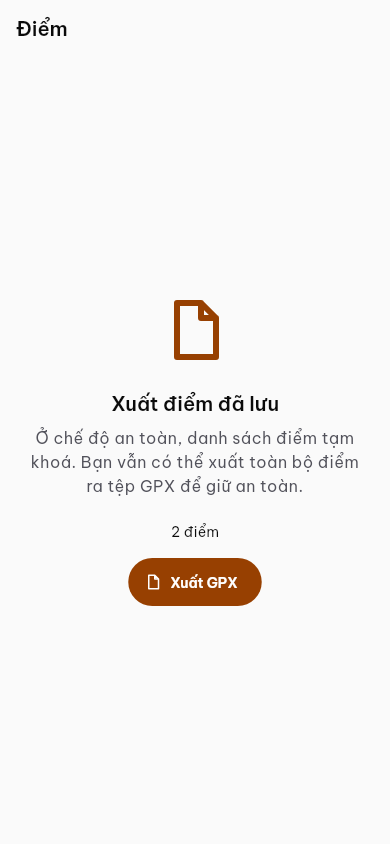 Điểm
Xuất điểm đã lưu
Ở chế độ an toàn, danh sách điểm tạm
khoá. Bạn vẫn có thể xuất toàn bộ điểm
ra tệp GPX để giữ an toàn.
2 điểm
Xuất GPX